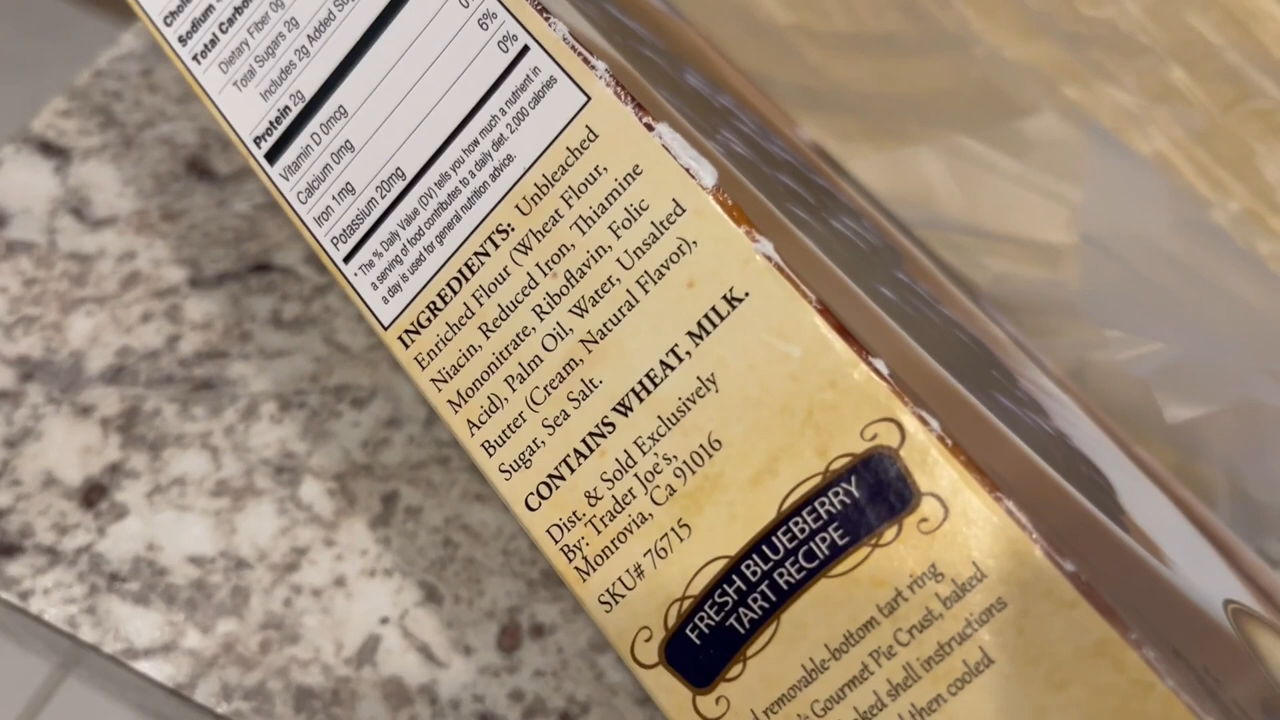 Sodium
Total Carbo
Dietary Fiber 0g
Total Sugars 2g
Includes 2g Added Sug
Protein 2g
Vitamin D 0mcg
Calcium 0mg
Iron 1mg 6%
Potassium 20mg 0%
* The % Daily Value (DV) tells you how much a nutrient in
a serving of food contributes to a daily diet. 2,000 calories
a day is used for general nutrition advice.
INGREDIENTS: Unbleached
Enriched Flour (Wheat Flour,
Niacin, Reduced Iron, Thiamine
Mononitrate, Riboflavin, Folic
Acid), Palm Oil, Water, Unsalted
Butter (Cream, Natural Flavor),
Sugar, Sea Salt.
CONTAINS WHEAT, MILK.
Dist. & Sold Exclusively
By: Trader Joe's,
Monrovia, Ca 91016
SKU# 76715
FRESH BLUEBERRY
TART RECIPE
removable-bottom tart ring
's Gourmet Pie Crust, baked
ked shell instructions
then cooled